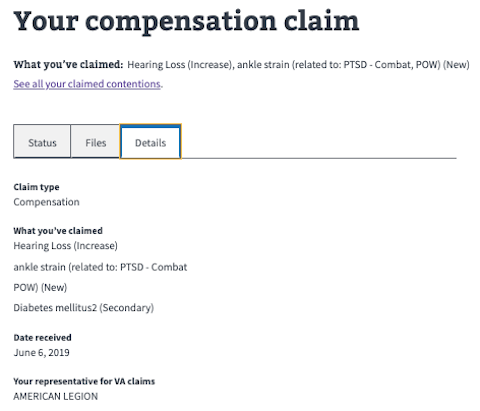 Your compensation claim
What you've claimed: Hearing Loss (Increase), ankle strain (related to: PTSD - Combat, POW) (New)
See all your claimed contentions.
Status Files Details
Claim type
Compensation
What you've claimed
Hearing Loss (Increase)
ankle strain (related to: PTSD - Combat
POW) (New)
Diabetes mellitus2 (Secondary)
Date received
June 6, 2019
Your representative for VA claims
AMERICAN LEGION